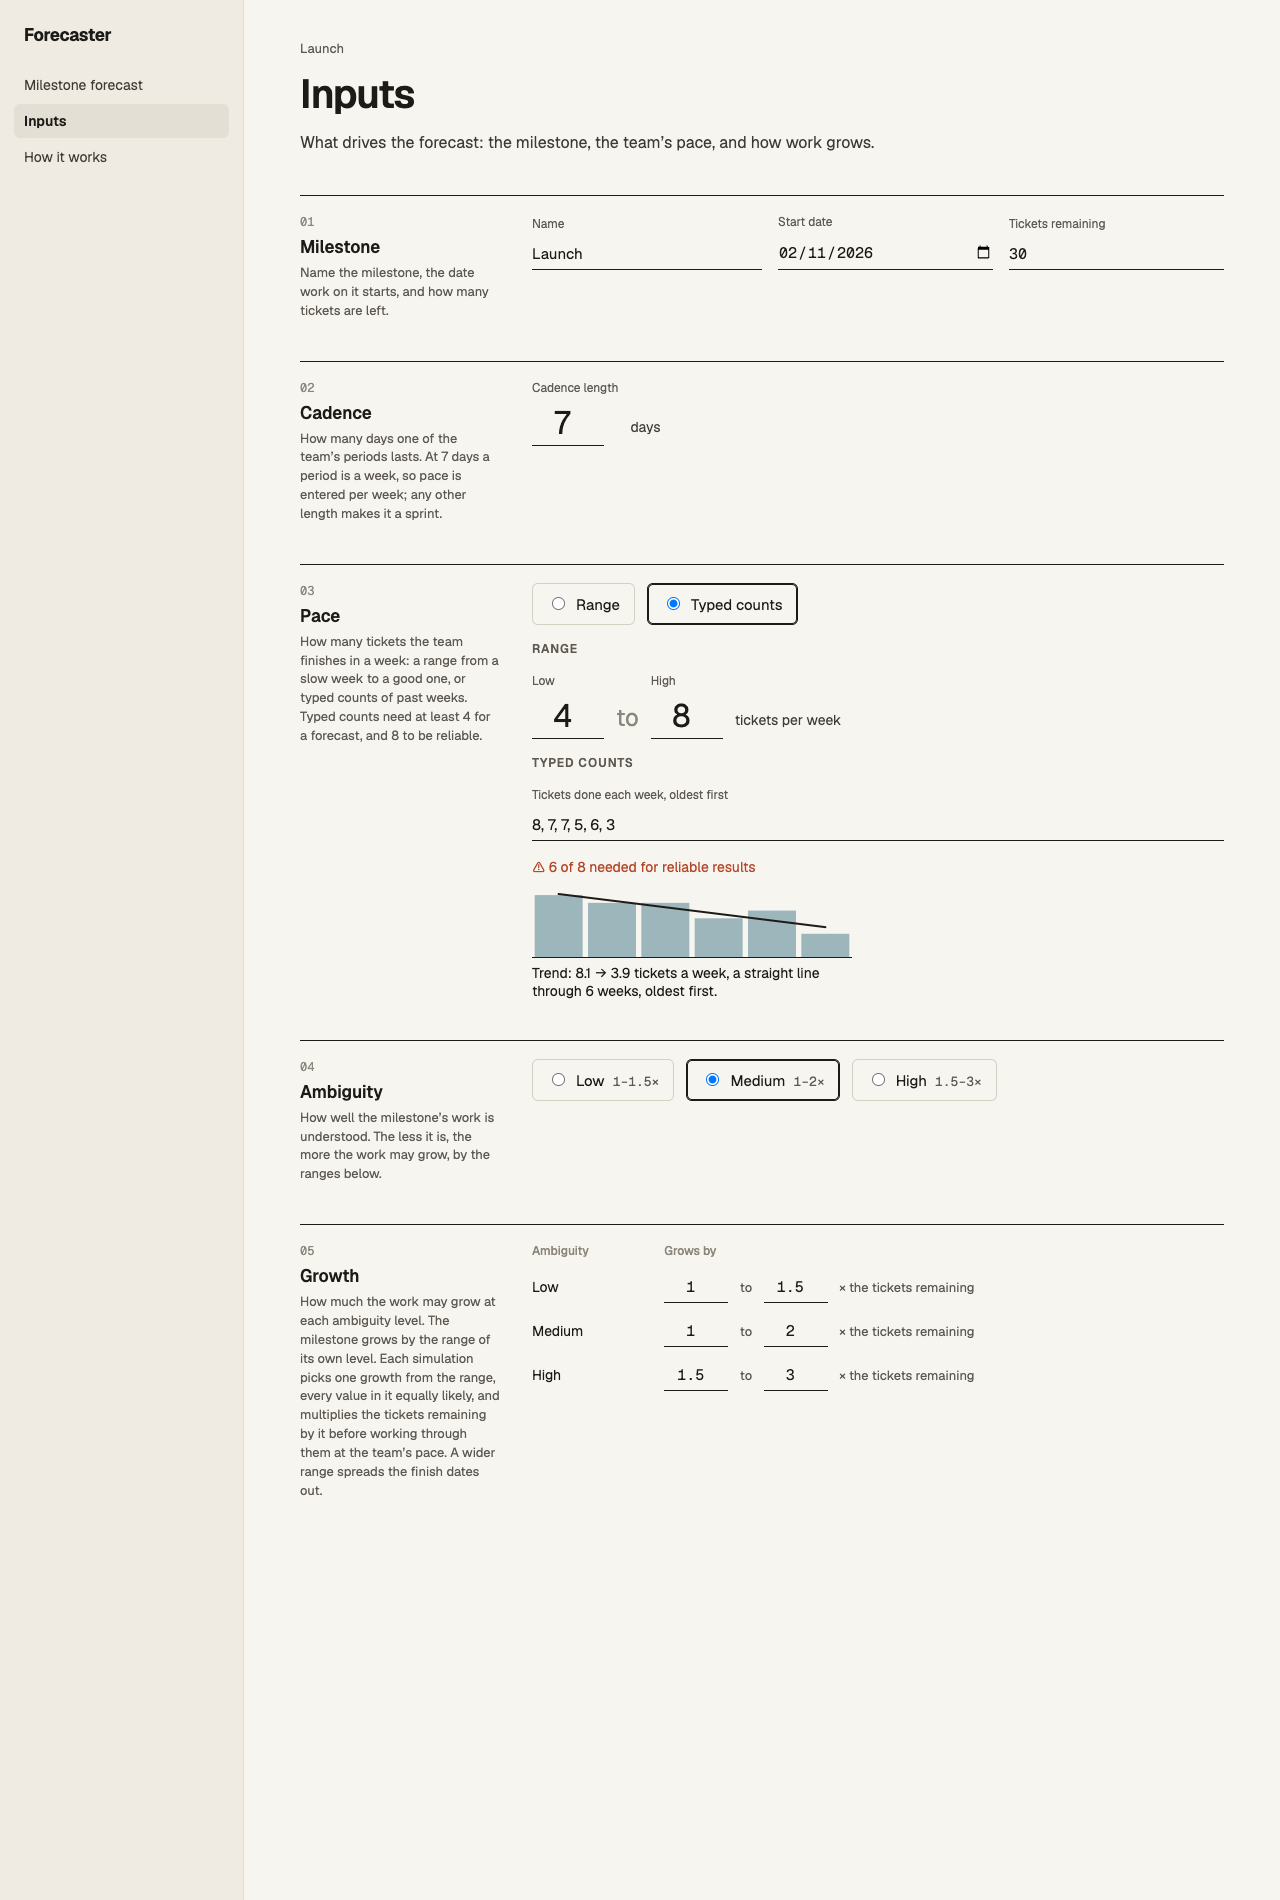 Forecaster
Milestone forecast
Inputs
How it works
Launch
Inputs
What drives the forecast: the milestone, the team’s pace, and how work grows.
01
Milestone
Name the milestone, the date
work on it starts, and how many
tickets are left.
Name
Launch
Start date
02/11/2026
Tickets remaining
30
02
Cadence
How many days one of the
team’s periods lasts. At 7 days a
period is a week, so pace is
entered per week; any other
length makes it a sprint.
Cadence length
7 days
03
Pace
How many tickets the team
finishes in a week: a range from a
slow week to a good one, or
typed counts of past weeks.
Typed counts need at least 4 for
a forecast, and 8 to be reliable.
Range
Typed counts
RANGE
Low High
4 to 8 tickets per week
TYPED COUNTS
Tickets done each week, oldest first
8, 7, 7, 5, 6, 3
⚠ 6 of 8 needed for reliable results
Trend: 8.1 → 3.9 tickets a week, a straight line
through 6 weeks, oldest first.
04
Ambiguity
How well the milestone’s work is
understood. The less it is, the
more the work may grow, by the
ranges below.
Low 1–1.5×
Medium 1–2×
High 1.5–3×
05
Growth
How much the work may grow at
each ambiguity level. The
milestone grows by the range of
its own level. Each simulation
picks one growth from the range,
every value in it equally likely, and
multiplies the tickets remaining
by it before working through
them at the team’s pace. A wider
range spreads the finish dates
out.
Ambiguity Grows by
Low 1 to 1.5 × the tickets remaining
Medium 1 to 2 × the tickets remaining
High 1.5 to 3 × the tickets remaining